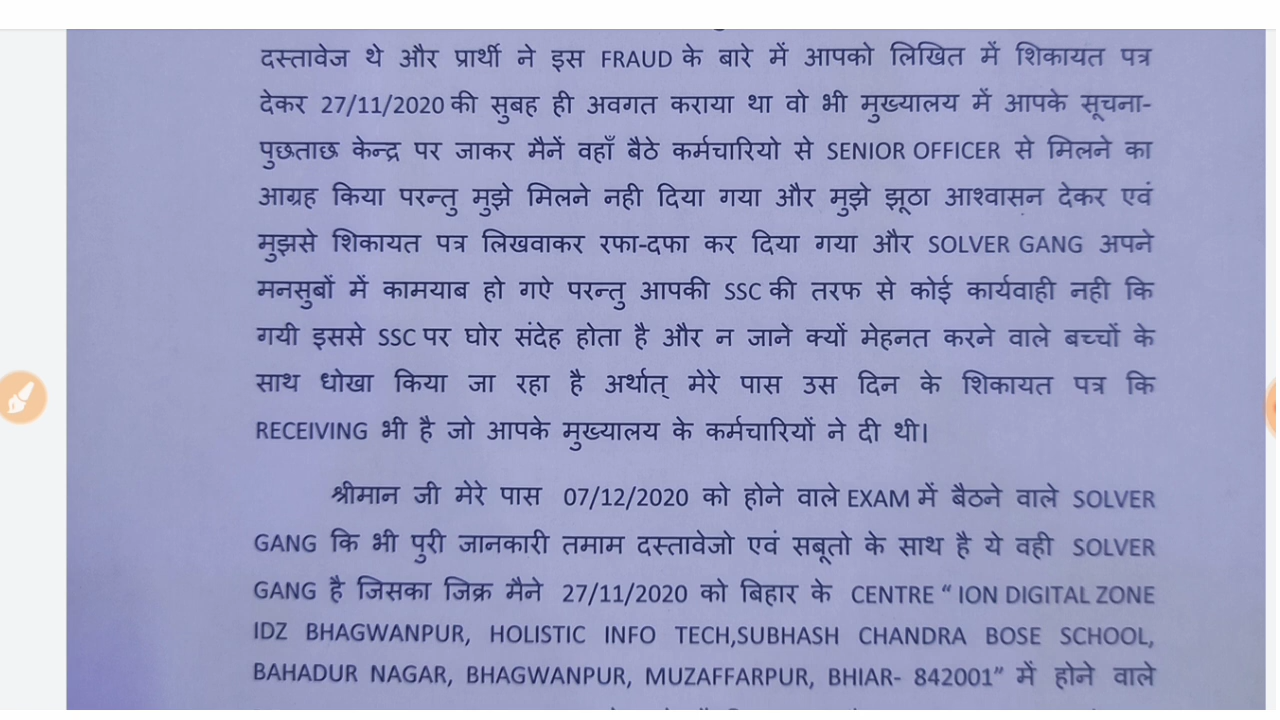 दस्तावेज थे और प्रार्थी ने इस FRAUD के बारे में आपको लिखित में शिकायत पत्र
देकर 27/11/2020 की सुबह ही अवगत कराया था वो भी मुख्यालय में आपके सूचना-
पुछताछ केन्द्र पर जाकर मैनें वहाँ बैठे कर्मचारियो से SENIOR OFFICER से मिलने का
आग्रह किया परन्तु मुझे मिलने नही दिया गया और मुझे झूठा आश्वासन देकर एवं
मुझसे शिकायत पत्र लिखवाकर रफा-दफा कर दिया गया और SOLVER GANG अपने
मनसुबों में कामयाब हो गऐ परन्तु आपकी SSC की तरफ से कोई कार्यवाही नही कि
गयी इससे SSC पर घोर संदेह होता है और न जाने क्यों मेहनत करने वाले बच्चों के
साथ धोखा किया जा रहा है अर्थात् मेरे पास उस दिन के शिकायत पत्र कि
RECEIVING भी है जो आपके मुख्यालय के कर्मचारियों ने दी थी।
श्रीमान जी मेरे पास 07/12/2020 को होने वाले EXAM में बैठने वाले SOLVER
GANG कि भी पुरी जानकारी तमाम दस्तावेजो एवं सबूतो के साथ है ये वही SOLVER
GANG है जिसका जिक्र मैने 27/11/2020 को बिहार के CENTRE “ ION DIGITAL ZONE
IDZ BHAGWANPUR, HOLISTIC INFO TECH,SUBHASH CHANDRA BOSE SCHOOL,
BAHADUR NAGAR, BHAGWANPUR, MUZAFFARPUR, BHIAR- 842001” में होने वाले